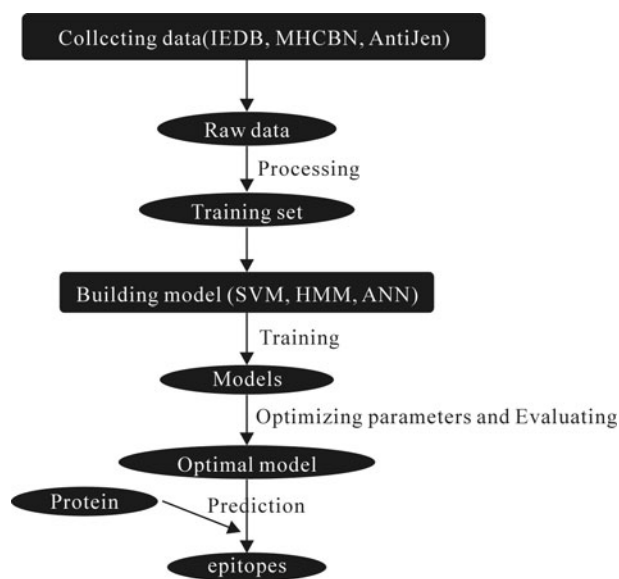 Collecting data(IEDB, MHCBN, AntiJen)
Raw data
Processing
Training set
Building model (SVM, HMM, ANN)
Training
Models
Optimizing parameters and Evaluating
Optimal model
Protein
Prediction
epitopes